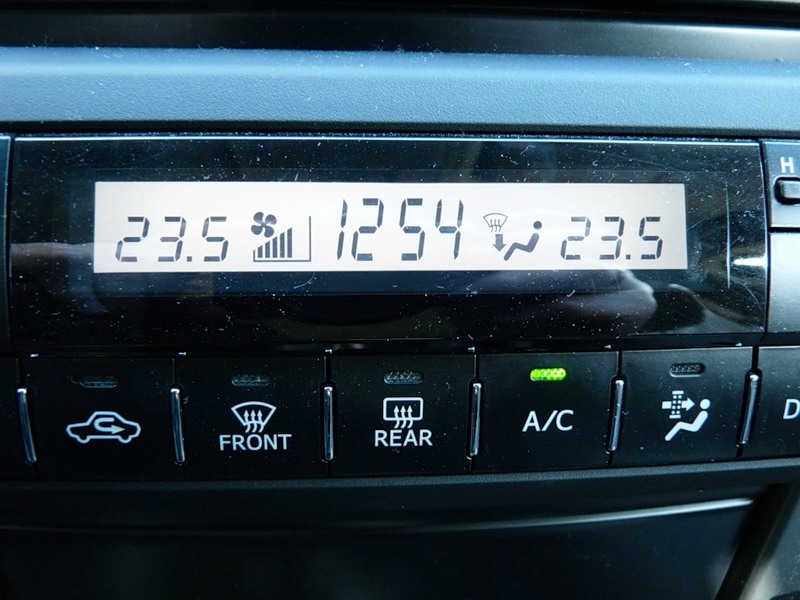 23.5 1254 23.5
H
FRONT
REAR
A/C
D